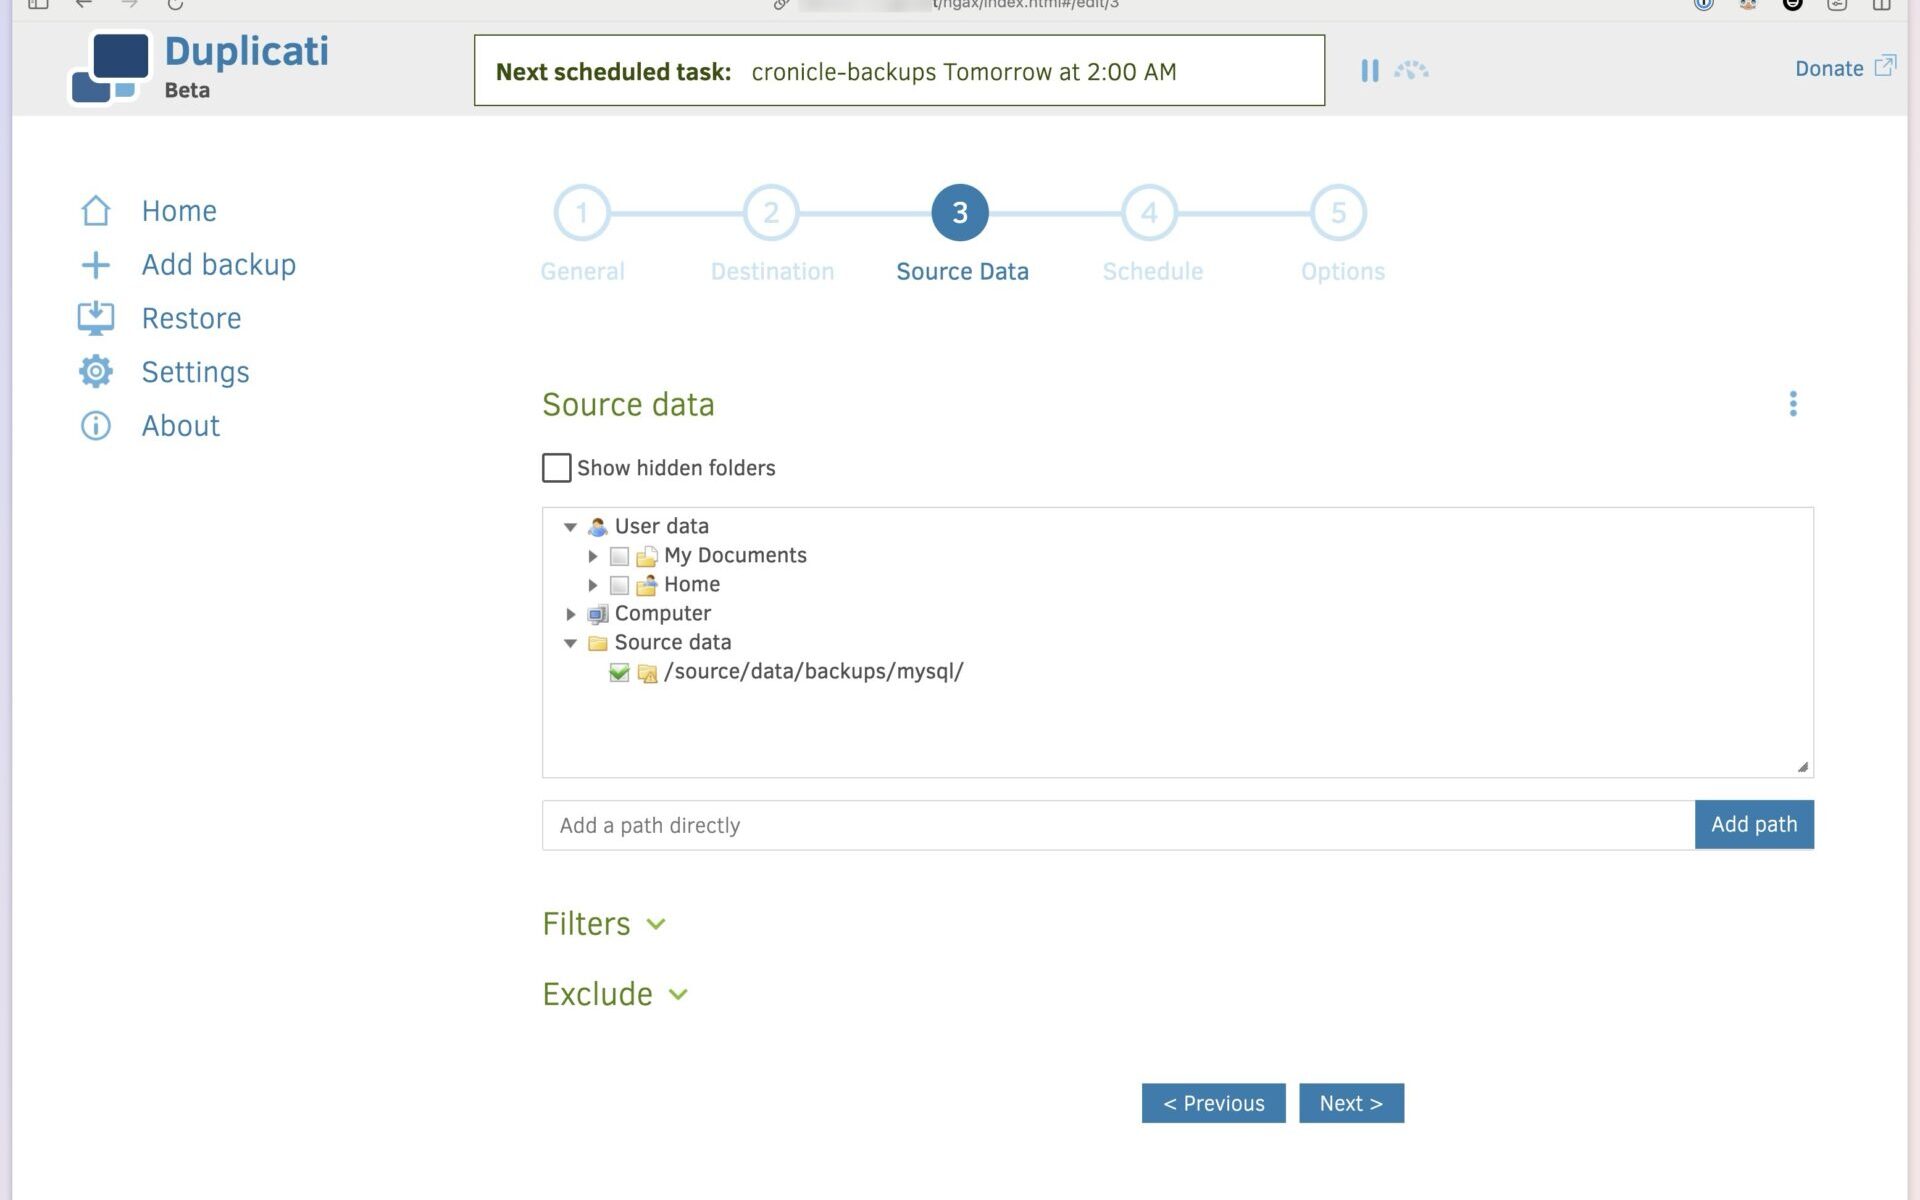 t/ngax/index.html#/edit/3
Duplicati
Beta
Next scheduled task: cronicle-backups Tomorrow at 2:00 AM
Donate
Home
Add backup
Restore
Settings
About
1 2 3 4 5
General Destination Source Data Schedule Options
Source data
Show hidden folders
User data
My Documents
Home
Computer
Source data
/source/data/backups/mysql/
Add a path directly
Add path
Filters
Exclude
< Previous Next >